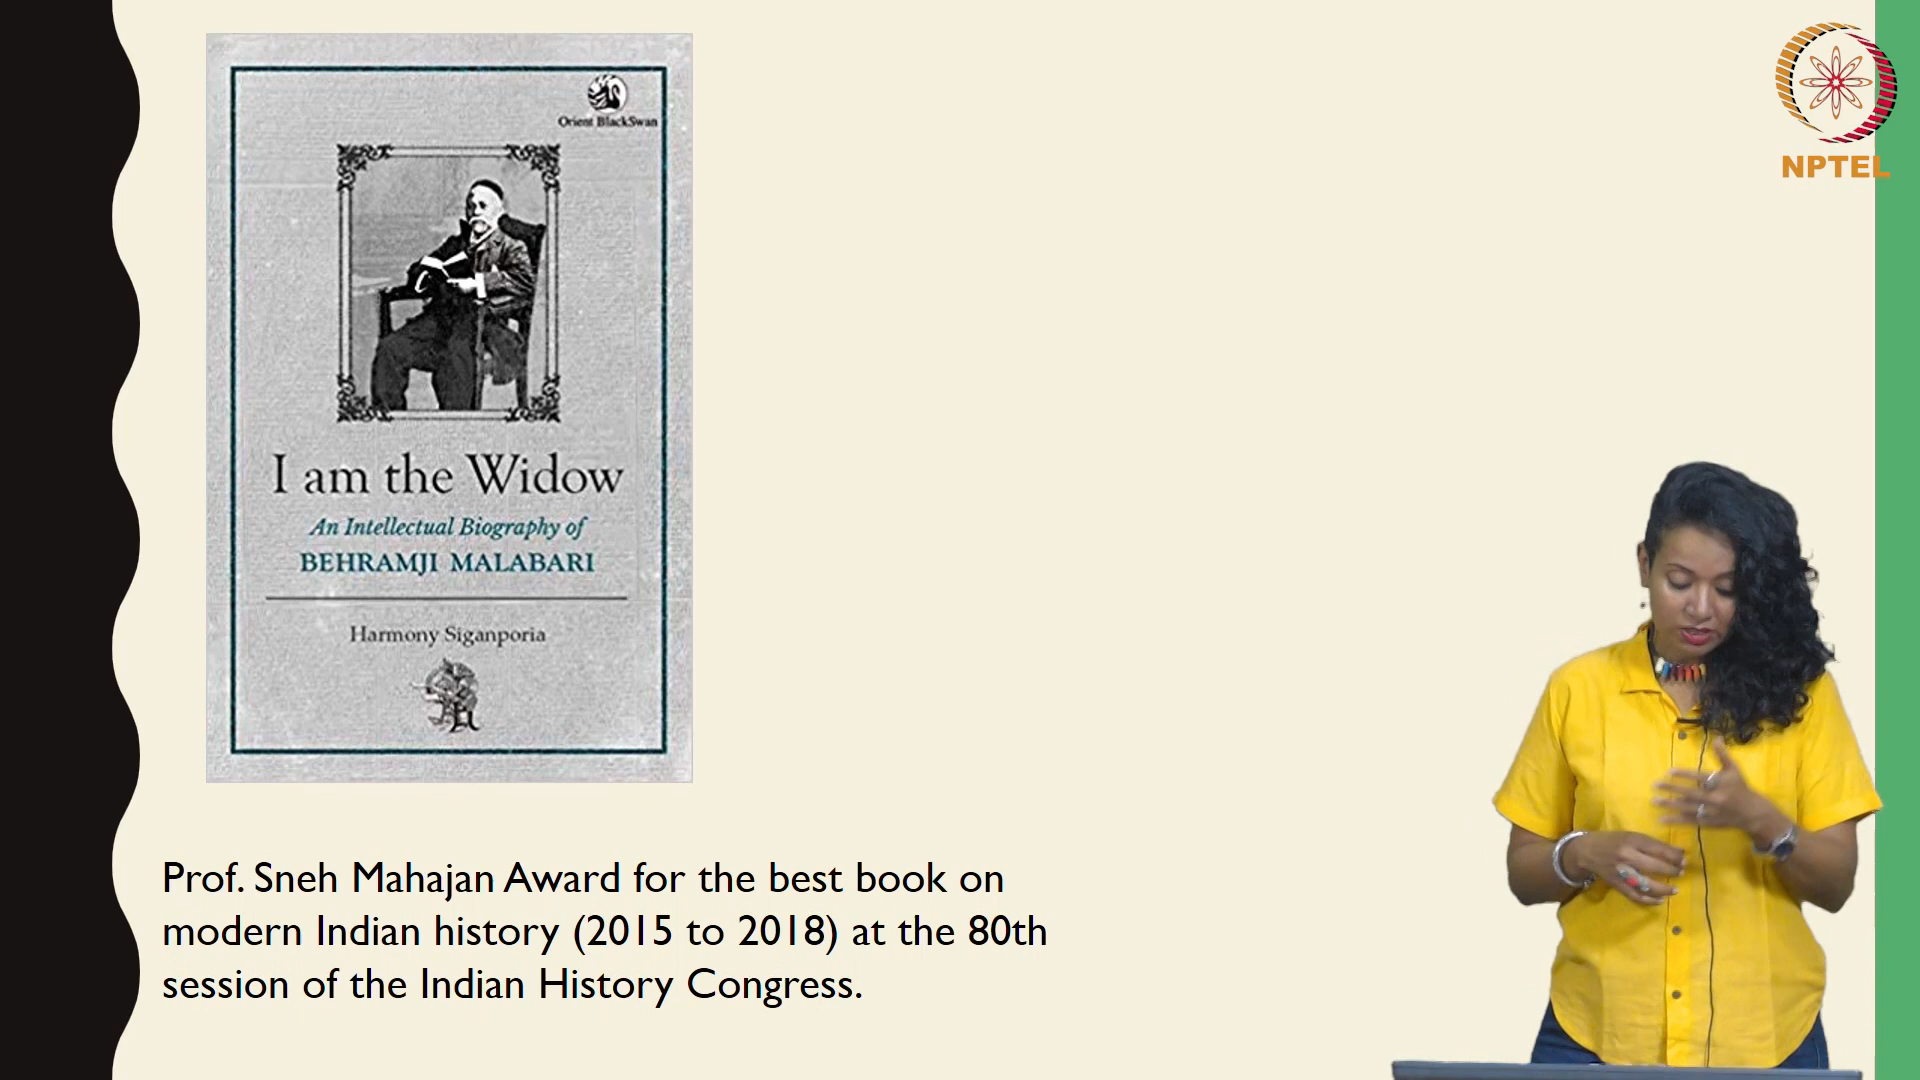 Orient BlackSwan
I am the Widow
An Intellectual Biography of
BEHRAMJI MALABARI
Harmony Siganporia
Prof. Sneh Mahajan Award for the best book on
modern Indian history (2015 to 2018) at the 80th
session of the Indian History Congress.
NPTEL